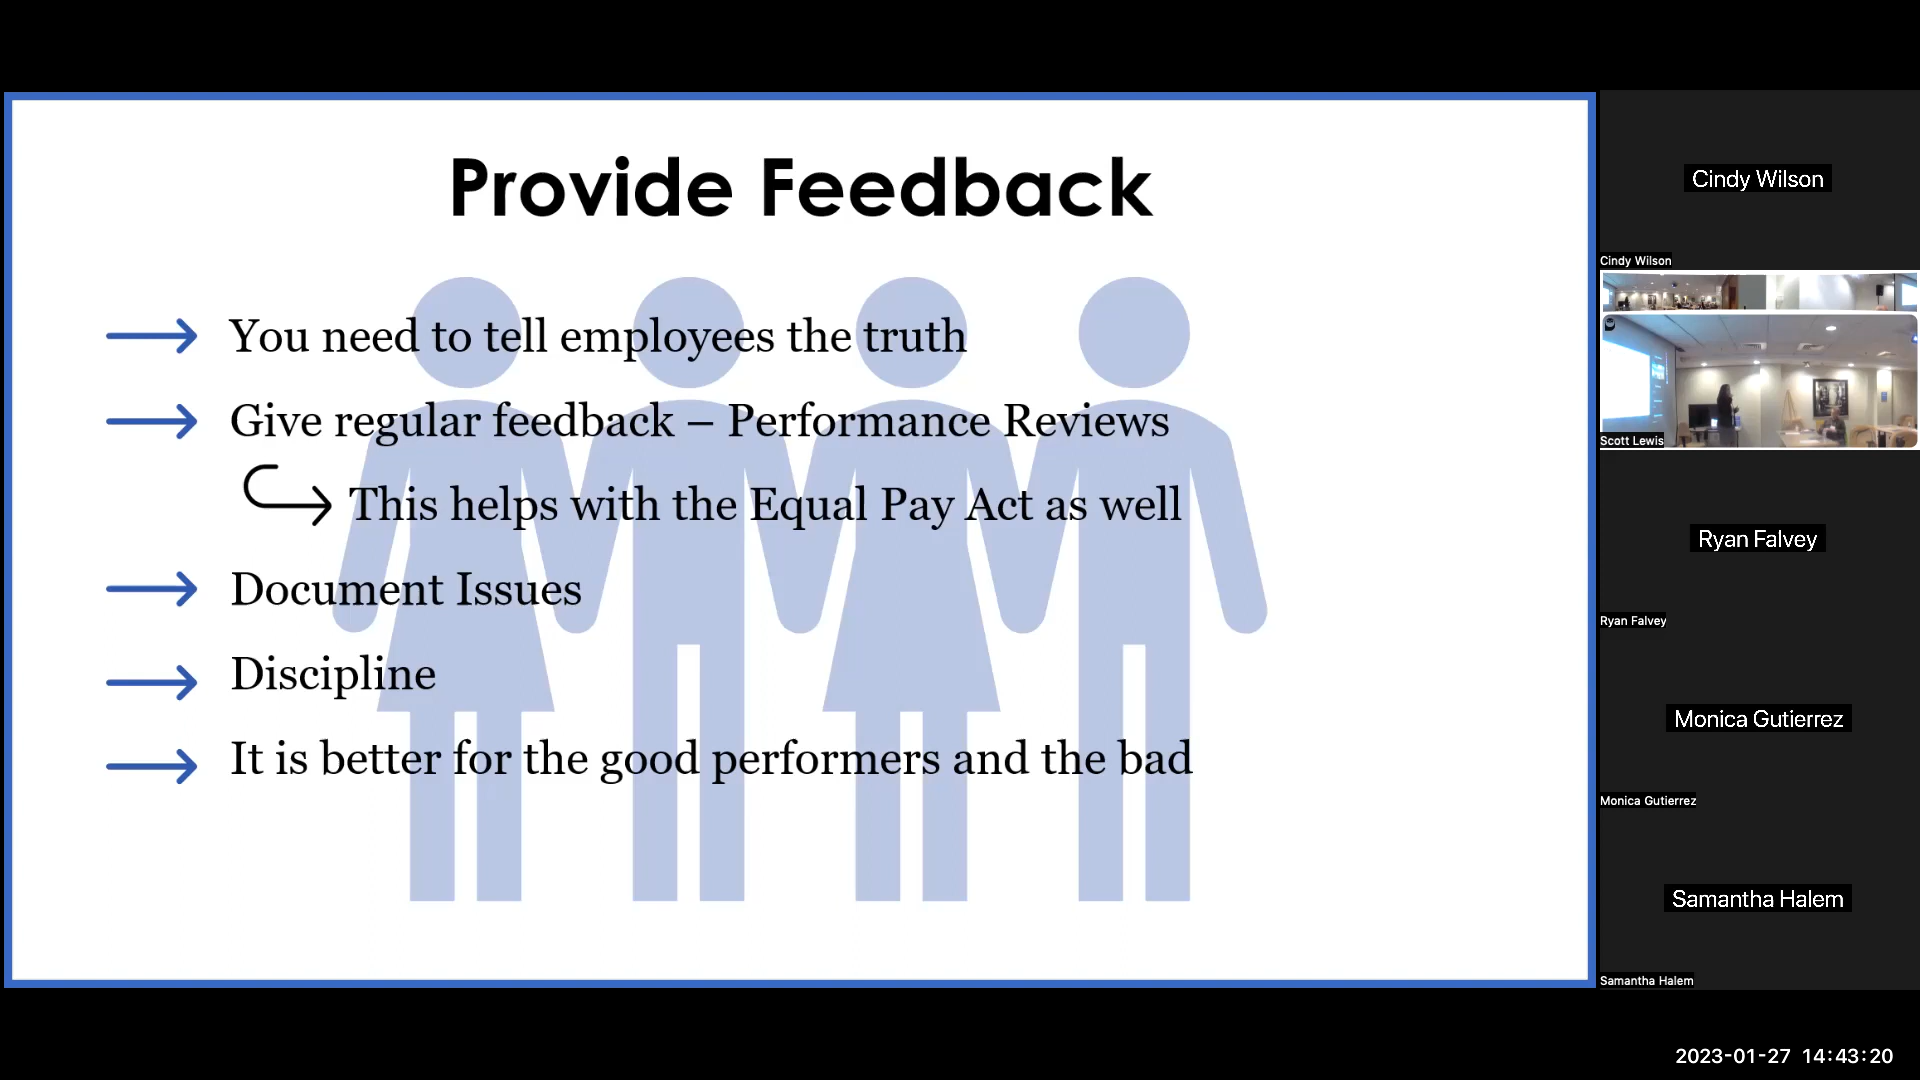 Provide Feedback
You need to tell employees the truth
Give regular feedback – Performance Reviews
This helps with the Equal Pay Act as well
Document Issues
Discipline
It is better for the good performers and the bad
Cindy Wilson
Cindy Wilson
Scott Lewis
Ryan Falvey
Ryan Falvey
Monica Gutierrez
Monica Gutierrez
Samantha Halem
Samantha Halem
2023-01-27 14:43:20